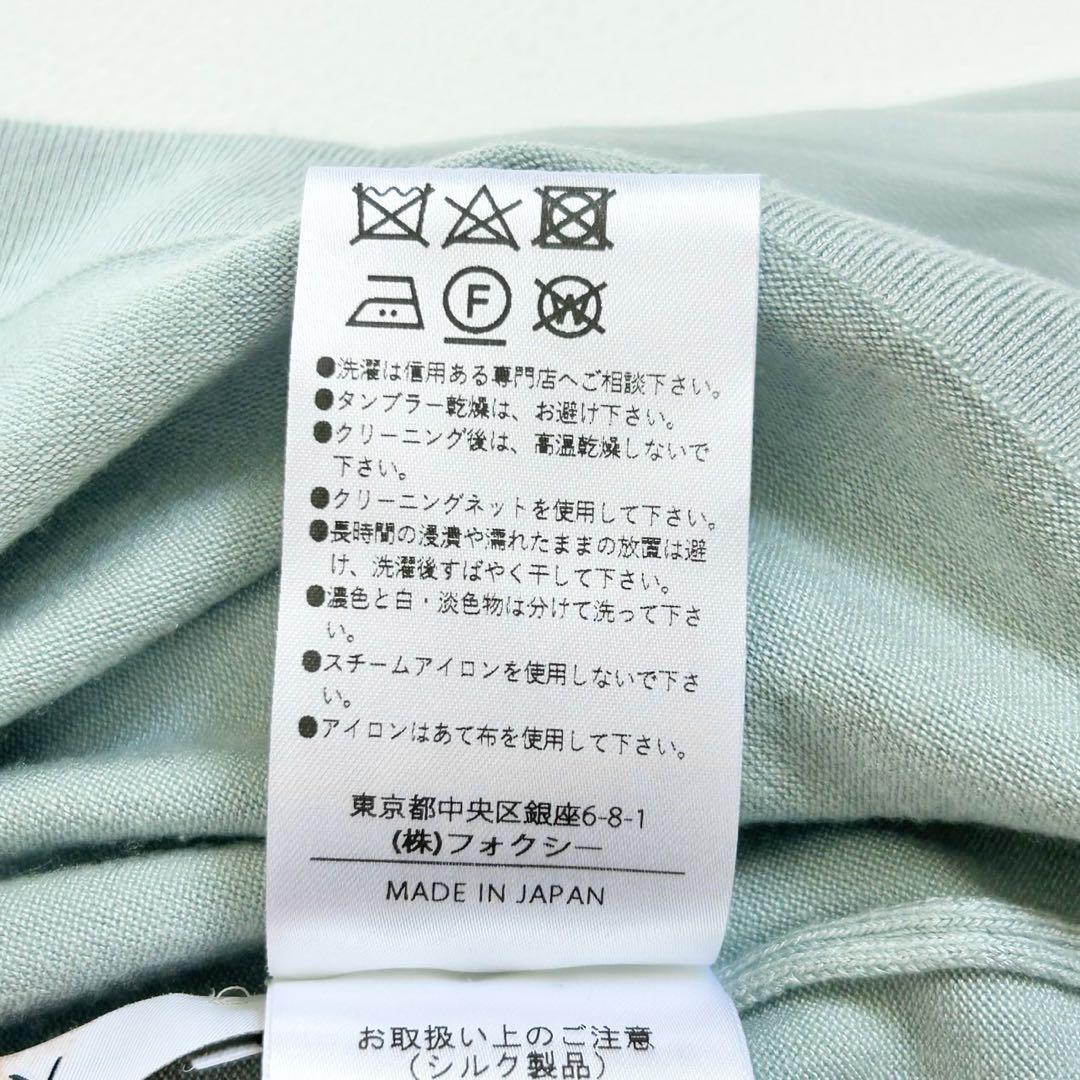 F
W
●洗濯は信用ある専門店へご相談下さい。
●タンブラー乾燥は、お避け下さい。
●クリーニング後は、高温乾燥しないで
下さい。
●クリーニングネットを使用して下さい。
●長時間の浸漬や濡れたままの放置は避
け、洗濯後すばやく干して下さい。
●濃色と白・淡色物は分けて洗って下さ
い。
●スチームアイロンを使用しないで下さ
い。
●アイロンはあて布を使用して下さい。
東京都中央区銀座6-8-1
(株)フォクシー
MADE IN JAPAN
お取扱い上のご注意
(シルク製品)